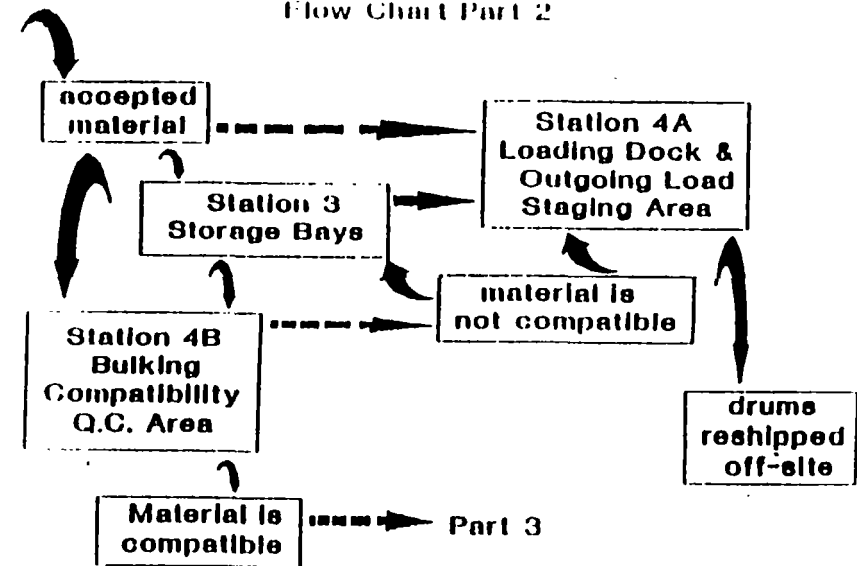 Flow Chart Part 2
accepted
material
Station 4A
Loading Dock &
Outgoing Load
Staging Area
Station 3
Storage Bays
material is
not compatible
Station 4B
Bulking
Compatibility
Q.C. Area
drums
reshipped
off-site
Material is
compatible
Part 3